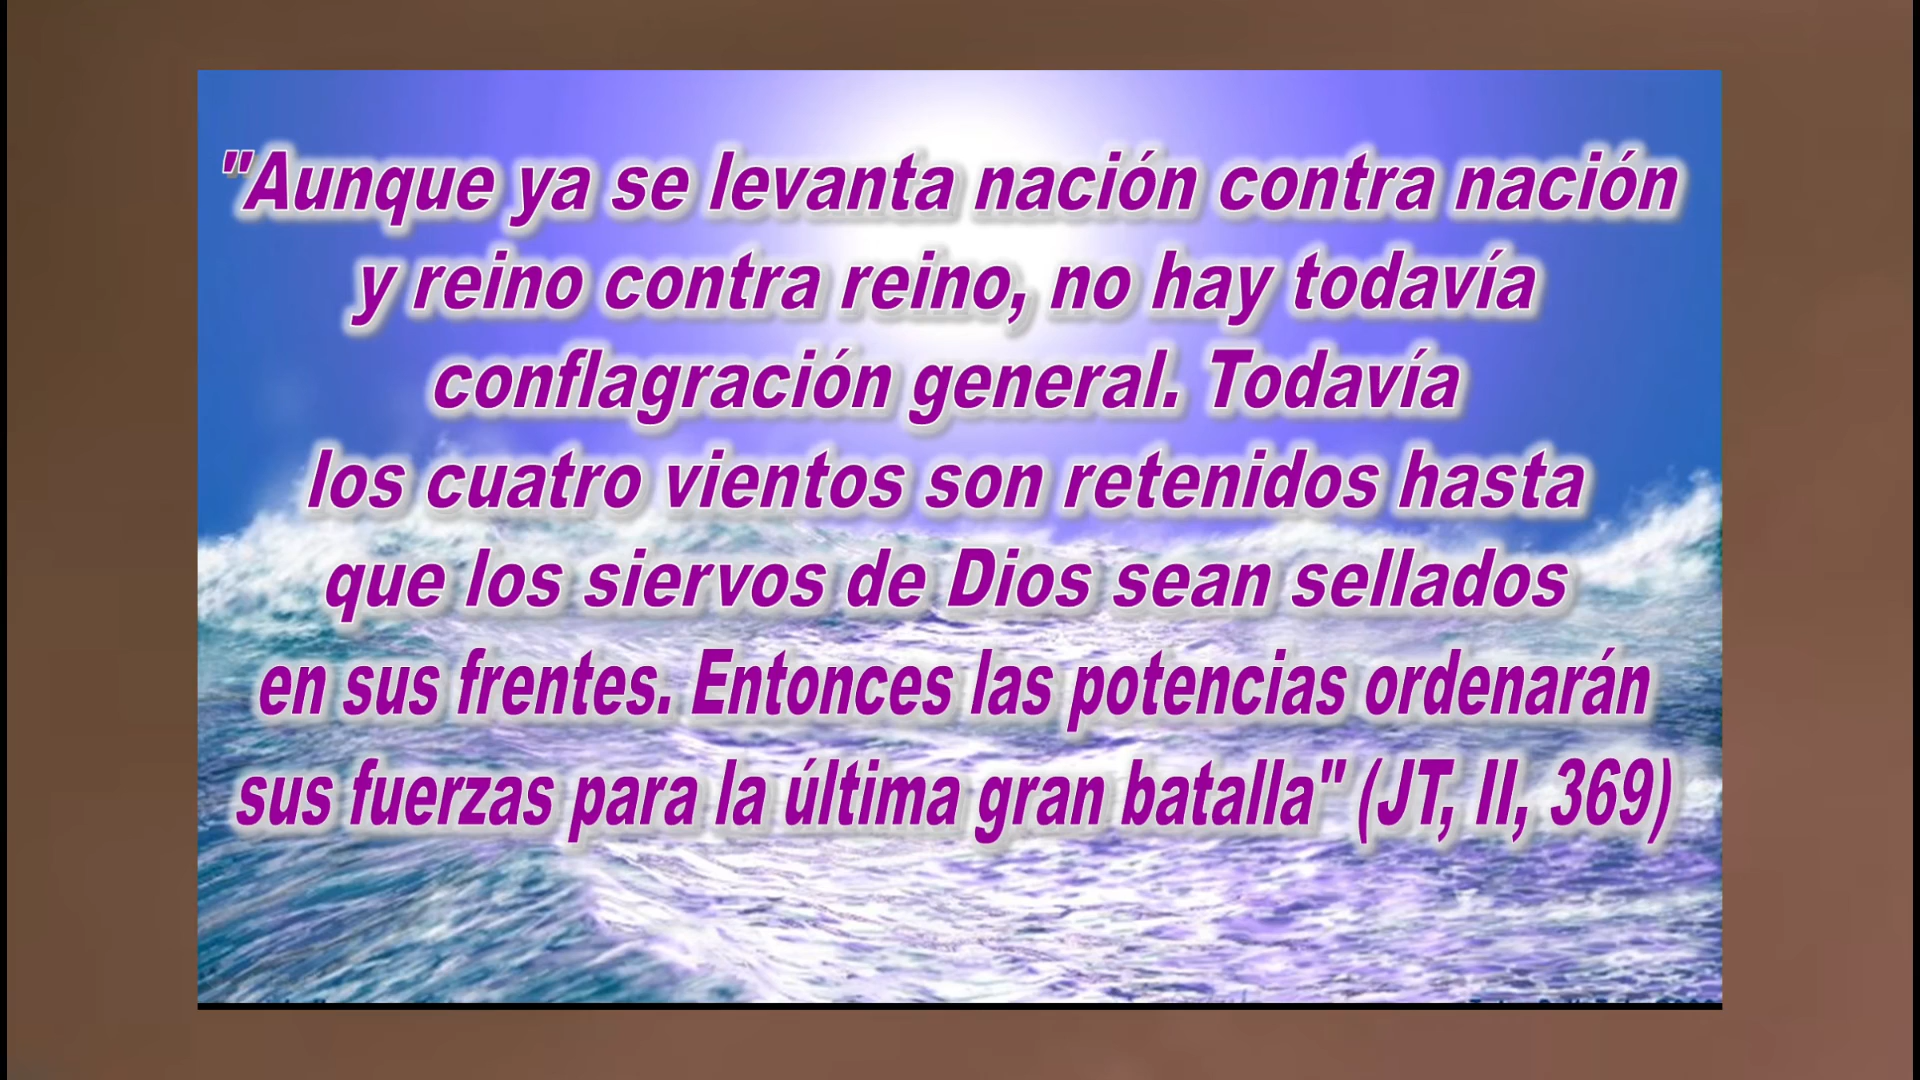 "Aunque ya se levanta nación contra nación
y reino contra reino, no hay todavía
conflagración general. Todavía
los cuatro vientos son retenidos hasta
que los siervos de Dios sean sellados
en sus frentes. Entonces las potencias ordenarán
sus fuerzas para la última gran batalla" (JT, II, 369)